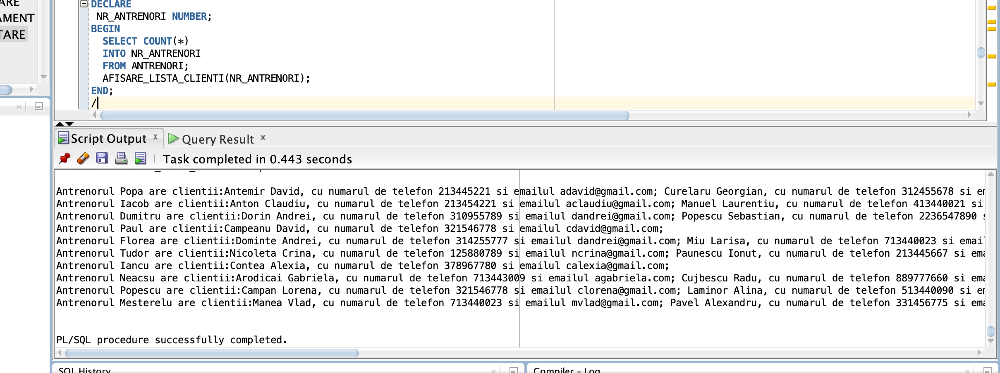 DECLARE
NR_ANTRENORI NUMBER;
AMENT
BEGIN
TARE
SELECT COUNT(*)
INTO NR_ANTRENORI
FROM ANTRENORI;
AFISARE_LISTA_CLIENTI(NR_ANTRENORI);
END;
/
Script Output x Query Result x
Task completed in 0.443 seconds
Antrenorul Popa are clientii:Antemir David, cu numarul de telefon 213445221 si emailul adavid@gmail.com; Curelaru Georgian, cu numarul de telefon 312455678 si
Antrenorul Iacob are clientii:Anton Claudiu, cu numarul de telefon 213454221 si emailul aclaudiu@gmail.com; Manuel Laurentiu, cu numarul de telefon 413440021 si
Antrenorul Dumitru are clientii:Dorin Andrei, cu numarul de telefon 310955789 si emailul dandrei@gmail.com; Popescu Sebastian, cu numarul de telefon 2236547890
Antrenorul Paul are clientii:Campeanu David, cu numarul de telefon 321546778 si emailul cdavid@gmail.com;
Antrenorul Florea are clientii:Dominte Andrei, cu numarul de telefon 314255777 si emailul dandrei@gmail.com; Miu Larisa, cu numarul de telefon 713440023 si email
Antrenorul Tudor are clientii:Nicoleta Crina, cu numarul de telefon 125880789 si emailul ncrina@gmail.com; Paunescu Ionut, cu numarul de telefon 213445667 si ema
Antrenorul Iancu are clientii:Contea Alexia, cu numarul de telefon 378967780 si emailul calexia@gmail.com;
Antrenorul Neacsu are clientii:Arodicai Gabriela, cu numarul de telefon 713443009 si emailul agabriela.com; Cujbescu Radu, cu numarul de telefon 889777660 si ema
Antrenorul Popescu are clientii:Campan Lorena, cu numarul de telefon 321546778 si emailul clorena@gmail.com; Laminor Alina, cu numarul de telefon 513440090 si
Antrenorul Mesterelu are clientii:Manea Vlad, cu numarul de telefon 713440023 si emailul mvlad@gmail.com; Pavel Alexandru, cu numarul de telefon 331456775 si ema
PL/SQL procedure successfully completed.
SQL History
Compiler - Log